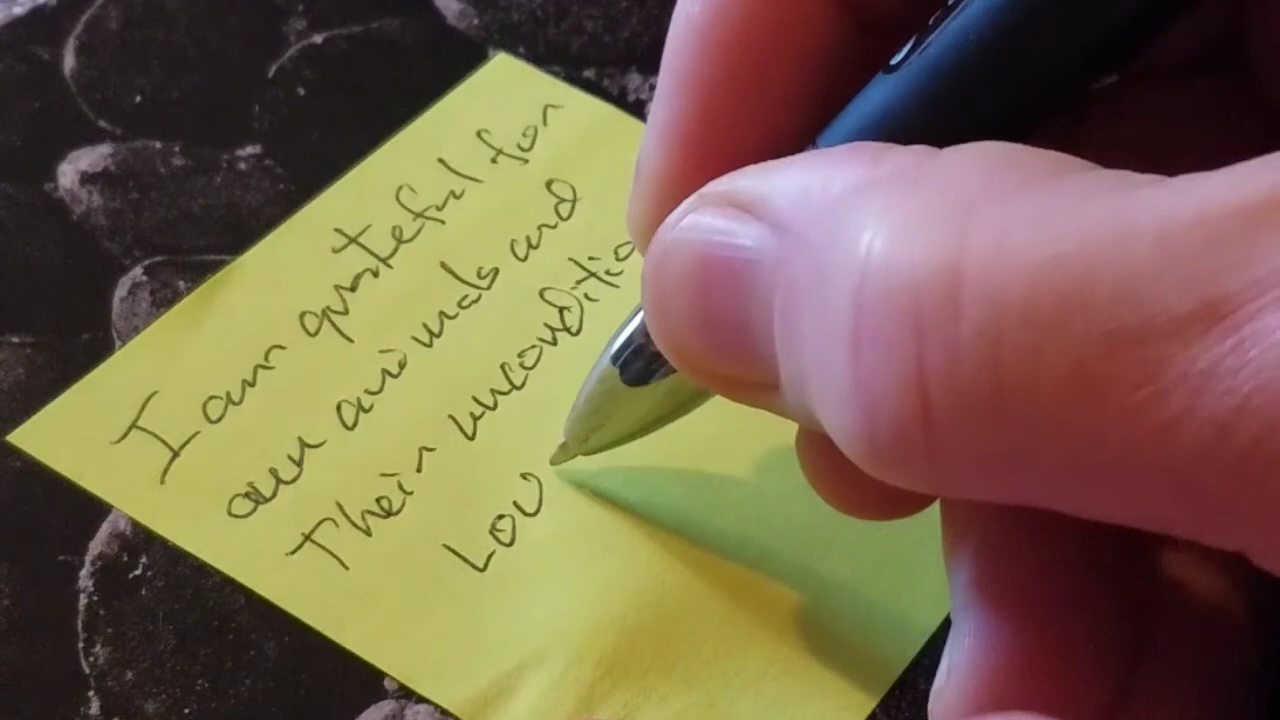 I am grateful for
our animals and
Their unconditio
Lov